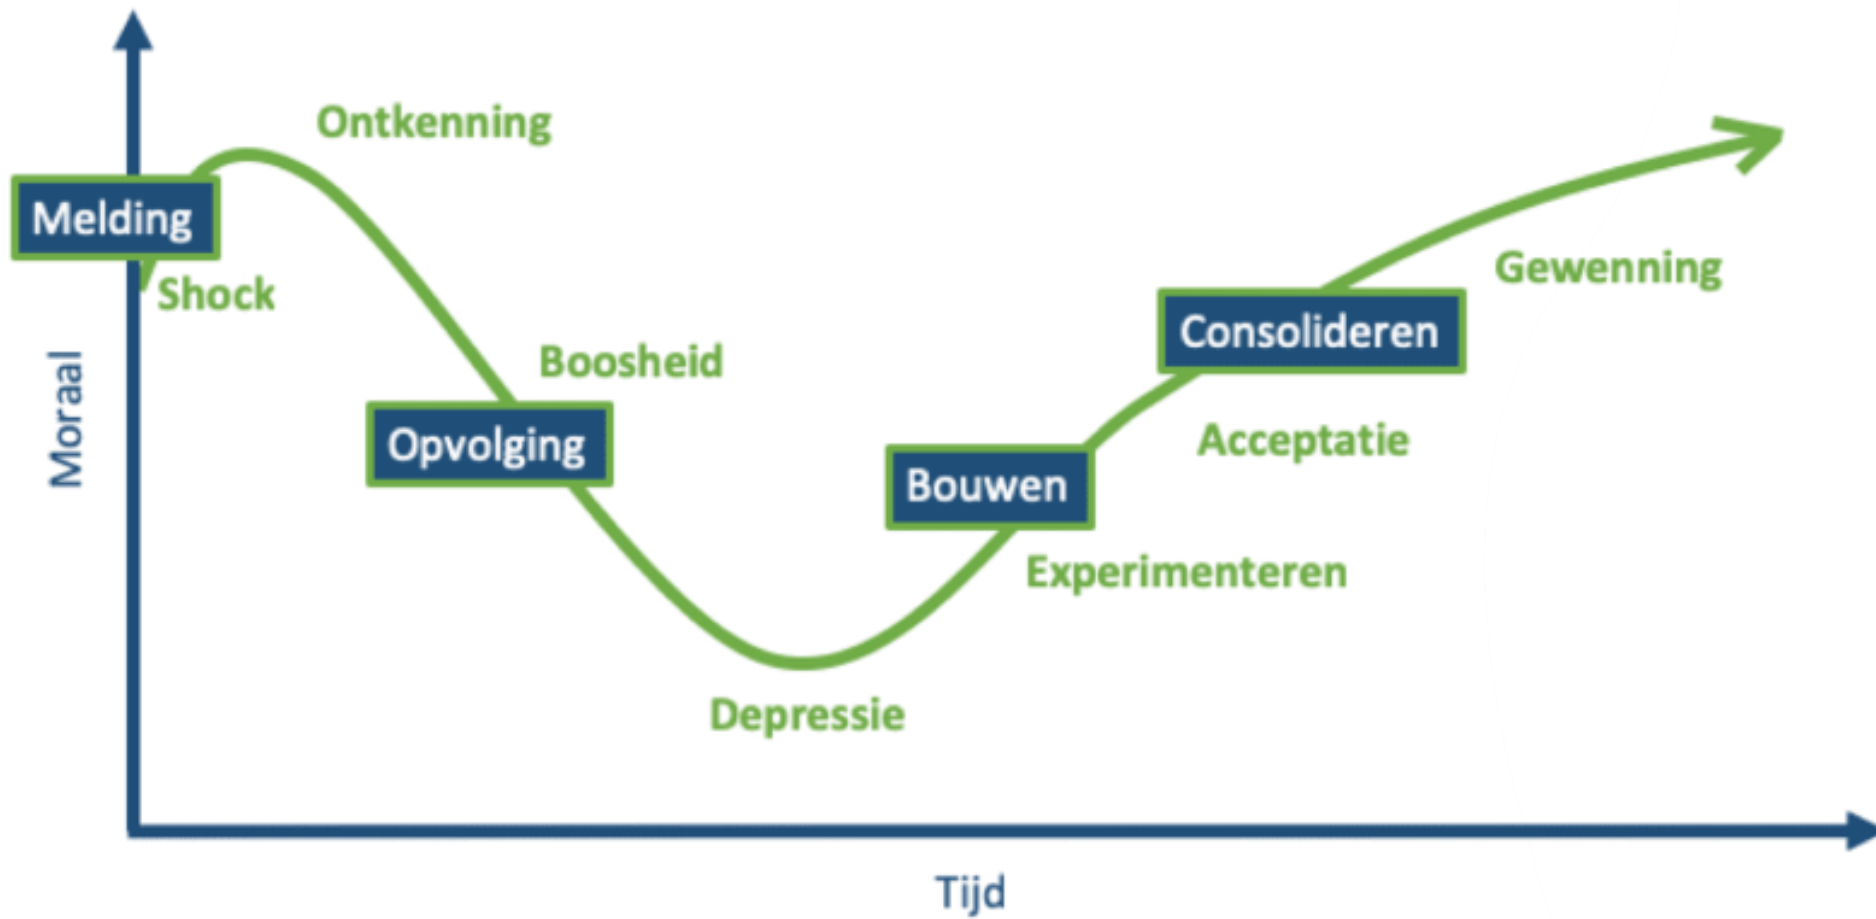 Ontkenning
Melding
Shock
Gewenning
Consolideren
Boosheid
Moraal
Opvolging
Acceptatie
Bouwen
Experimenteren
Depressie
Tijd